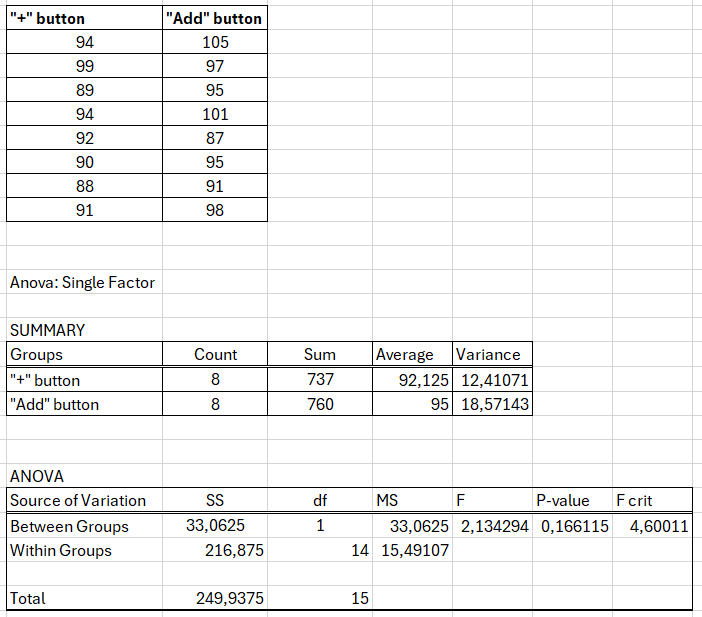 "+" button "Add" button
94 105
99 97
89 95
94 101
92 87
90 95
88 91
91 98
Anova: Single Factor
SUMMARY
Groups Count Sum Average Variance
"+" button 8 737 92,125 12,41071
"Add" button 8 760 95 18,57143
ANOVA
Source of Variation SS df MS F P-value F crit
Between Groups 33,0625 1 33,0625 2,134294 0,166115 4,60011
Within Groups 216,875 14 15,49107
Total 249,9375 15